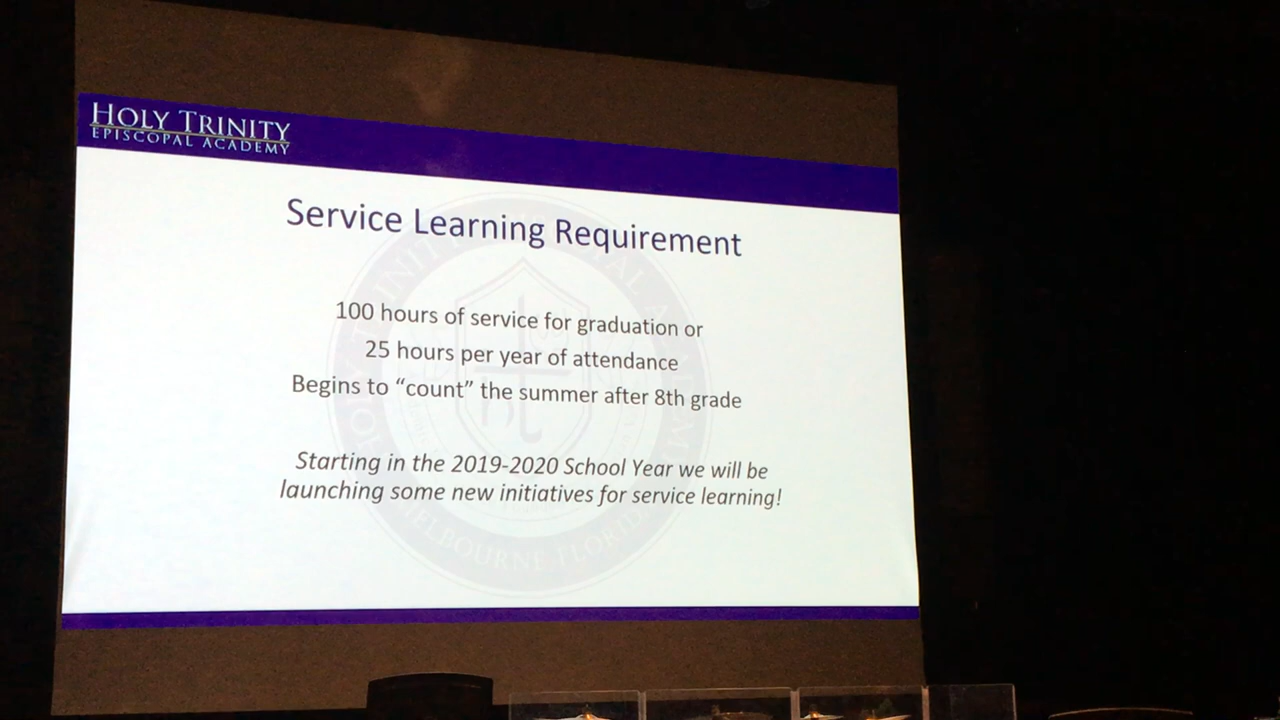 HOLY TRINITY
EPISCOPAL ACADEMY
Service Learning Requirement
100 hours of service for graduation or
25 hours per year of attendance
Begins to “count” the summer after 8th grade
Starting in the 2019-2020 School Year we will be
launching some new initiatives for service learning!
MELBOURNE FLORIDA